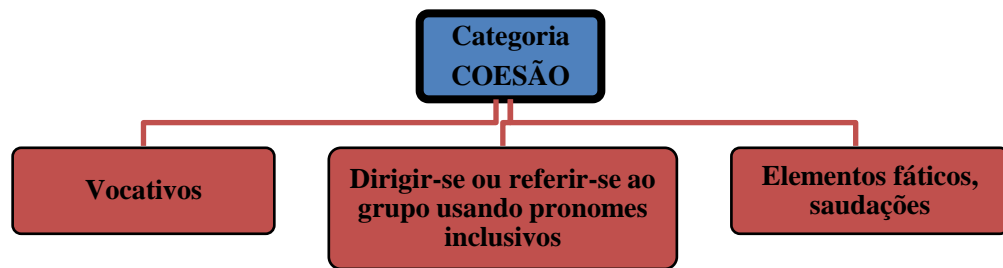 Categoria
COESÃO
Vocativos
Dirigir-se ou referir-se ao
grupo usando pronomes
inclusivos
Elementos fáticos,
saudações